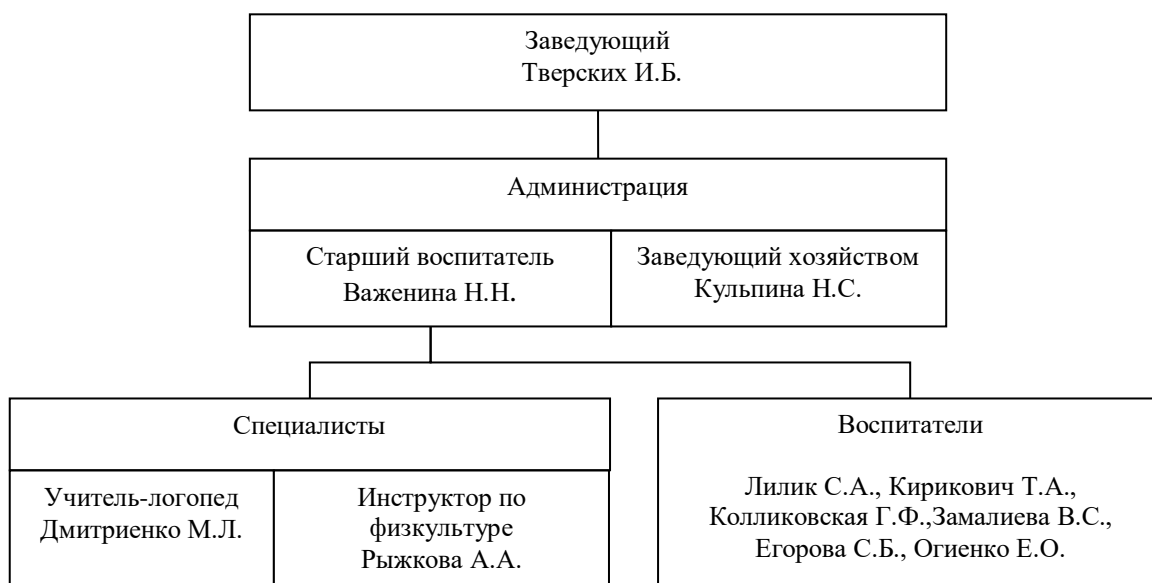 Заведующий
Тверских И.Б.
Администрация
Старший воспитатель
Важенина Н.Н.
Заведующий хозяйством
Кульпина Н.С.
Специалисты
Учитель-логопед
Дмитриенко М.Л.
Инструктор по
физкультуре
Рыжкова А.А.
Воспитатели
Лилик С.А., Кирикович Т.А.,
Колликовская Г.Ф.,Замалиева В.С.,
Егорова С.Б., Огиенко Е.О.